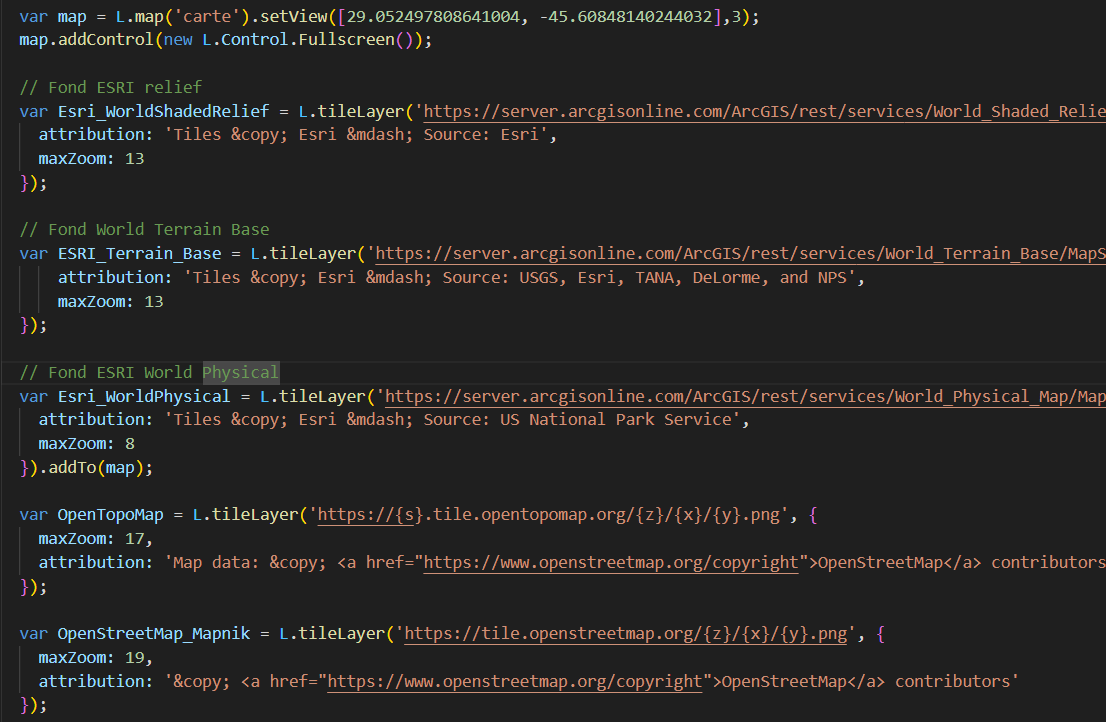 var map = L.map('carte').setView([29.052497808641004, -45.60848140244032],3);
map.addControl(new L.Control.Fullscreen());
// Fond ESRI relief
var Esri_WorldShadedRelief = L.tileLayer('https://server.arcgisonline.com/ArcGIS/rest/services/World_Shaded_Relie
attribution: 'Tiles &copy; Esri &mdash; Source: Esri',
maxZoom: 13
});
// Fond World Terrain Base
var ESRI_Terrain_Base = L.tileLayer('https://server.arcgisonline.com/ArcGIS/rest/services/World_Terrain_Base/MapS
attribution: 'Tiles &copy; Esri &mdash; Source: USGS, Esri, TANA, DeLorme, and NPS',
maxZoom: 13
});
// Fond ESRI World Physical
var Esri_WorldPhysical = L.tileLayer('https://server.arcgisonline.com/ArcGIS/rest/services/World_Physical_Map/Map
attribution: 'Tiles &copy; Esri &mdash; Source: US National Park Service',
maxZoom: 8
}).addTo(map);
var OpenTopoMap = L.tileLayer('https://{s}.tile.opentopomap.org/{z}/{x}/{y}.png', {
maxZoom: 17,
attribution: 'Map data: &copy; <a href="https://www.openstreetmap.org/copyright">OpenStreetMap</a> contributors
});
var OpenStreetMap_Mapnik = L.tileLayer('https://tile.openstreetmap.org/{z}/{x}/{y}.png', {
maxZoom: 19,
attribution: '&copy; <a href="https://www.openstreetmap.org/copyright">OpenStreetMap</a> contributors'
});